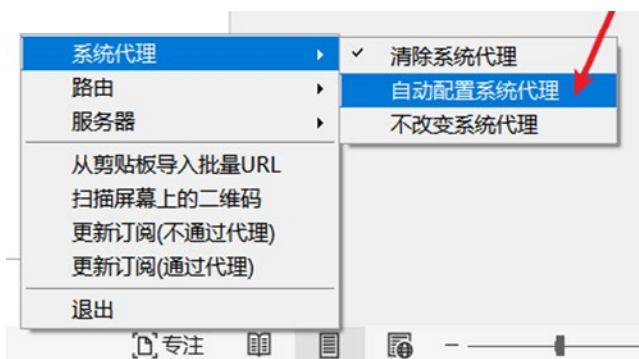 系统代理
路由
服务器
从剪贴板导入批量URL
扫描屏幕上的二维码
更新订阅(不通过代理)
更新订阅(通过代理)
退出
清除系统代理
自动配置系统代理
不改变系统代理
专注